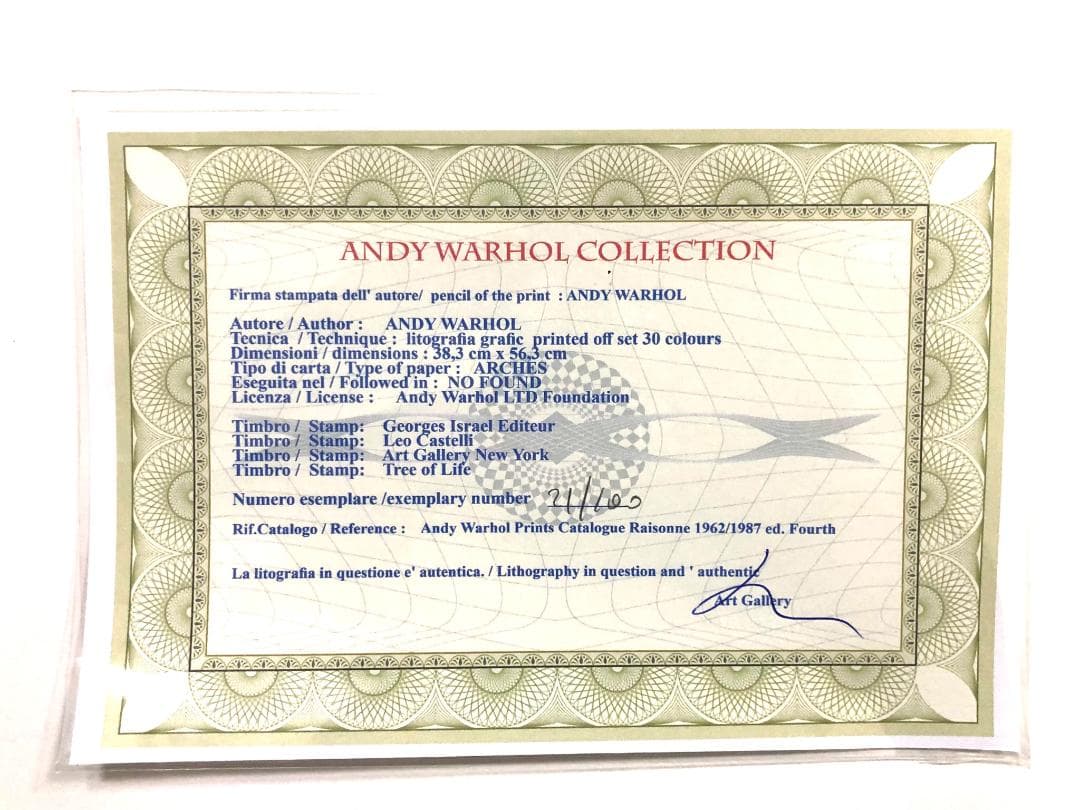 ANDY WARHOL COLLECTION
Firma stampata dell' autore/ pencil of the print : ANDY WARHOL
Autore / Author : ANDY WARHOL
Tecnica / Technique : litografia grafic printed off set 30 colours
Dimensioni / dimensions : 38,3 cm x 56,3 cm
Tipo di carta / Type of paper : ARCHES
Eseguita nel / Followed in : NO FOUND
Licenza / License : Andy Warhol LTD Foundation
Timbro / Stamp: Georges Israel Editeur
Timbro / Stamp: Leo Castelli
Timbro / Stamp: Art Gallery New York
Timbro / Stamp: Tree of Life
Numero esemplare /exemplary number 21/100
Rif.Catalogo / Reference : Andy Warhol Prints Catalogue Raisonne 1962/1987 ed. Fourth
La litografia in questione e' autentica. / Lithography in question and ' authentic
Art Gallery